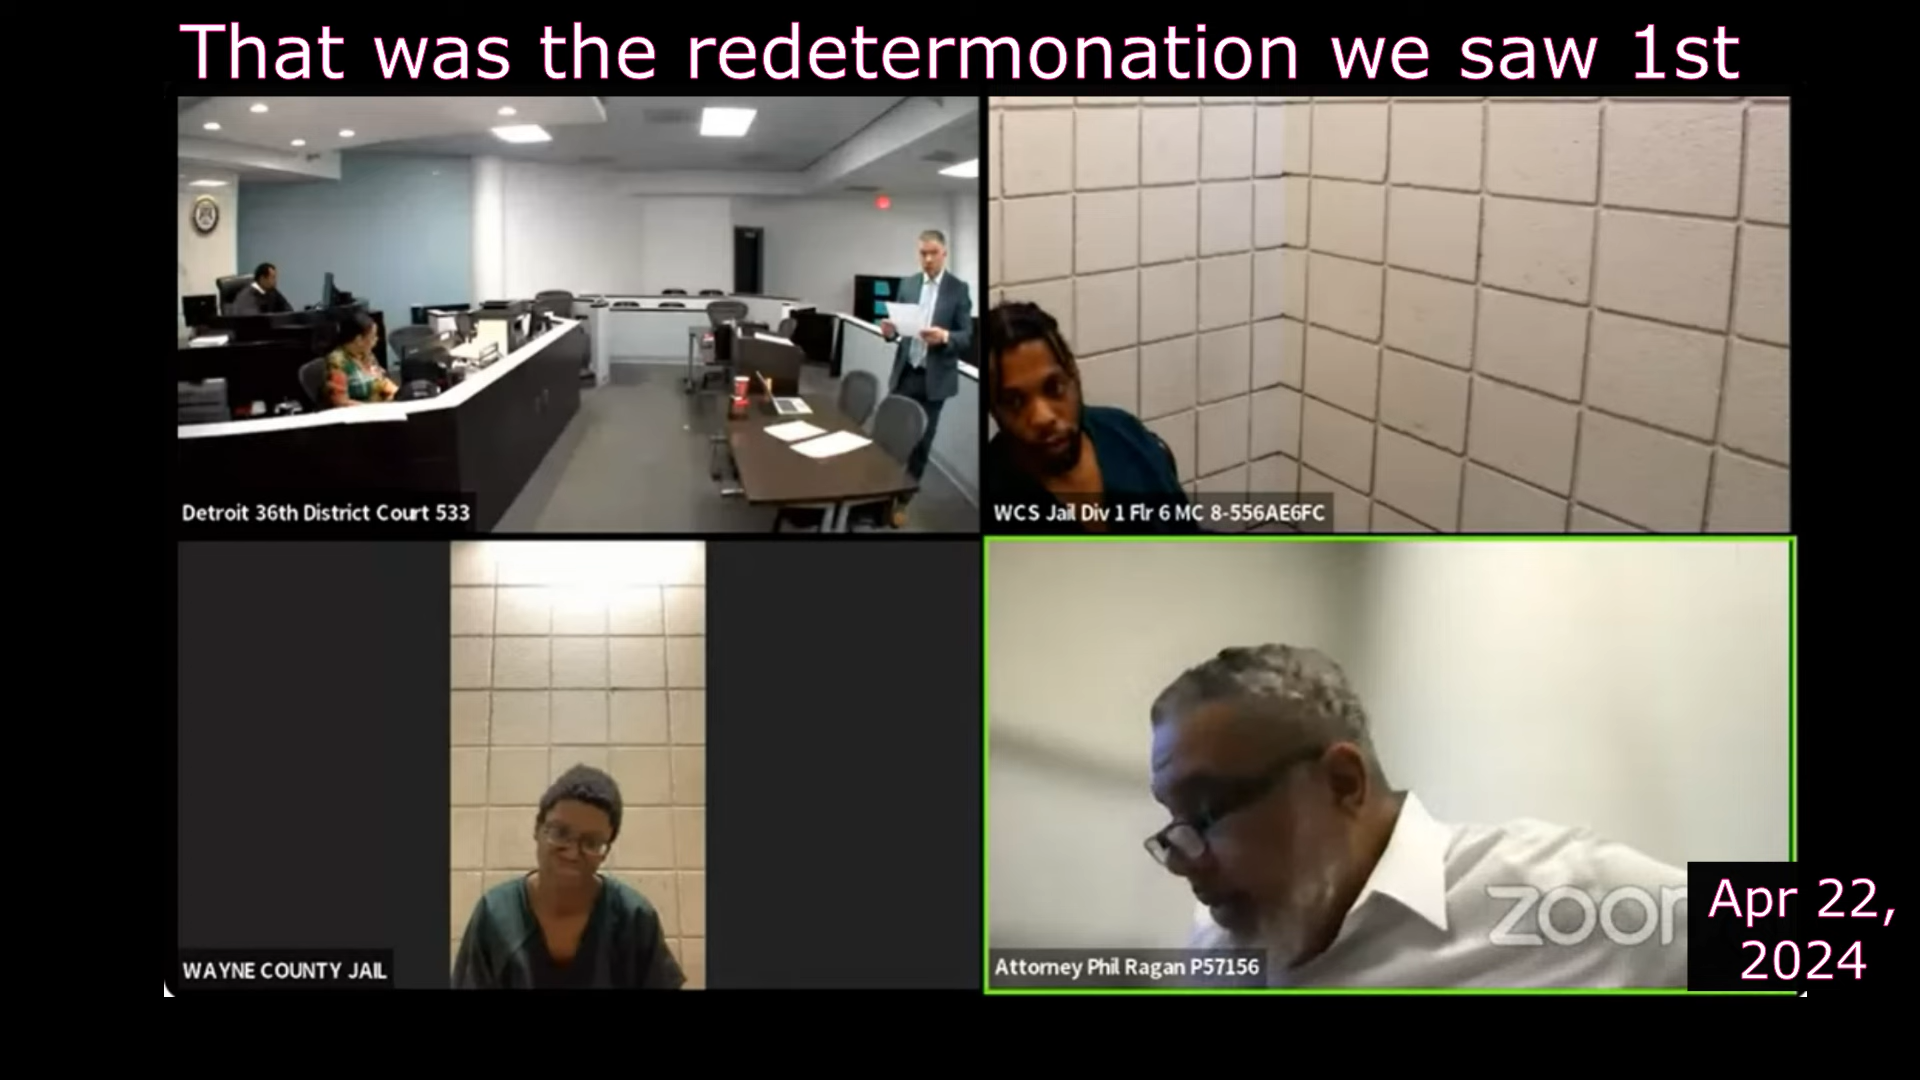 That was the redetermonation we saw 1st
Detroit 36th District Court 533
WCS Jail Div 1 Flr 6 MC 8-556AE6FC
WAYNE COUNTY JAIL
Attorney Phil Ragan P57156
zoom
Apr 22,
2024